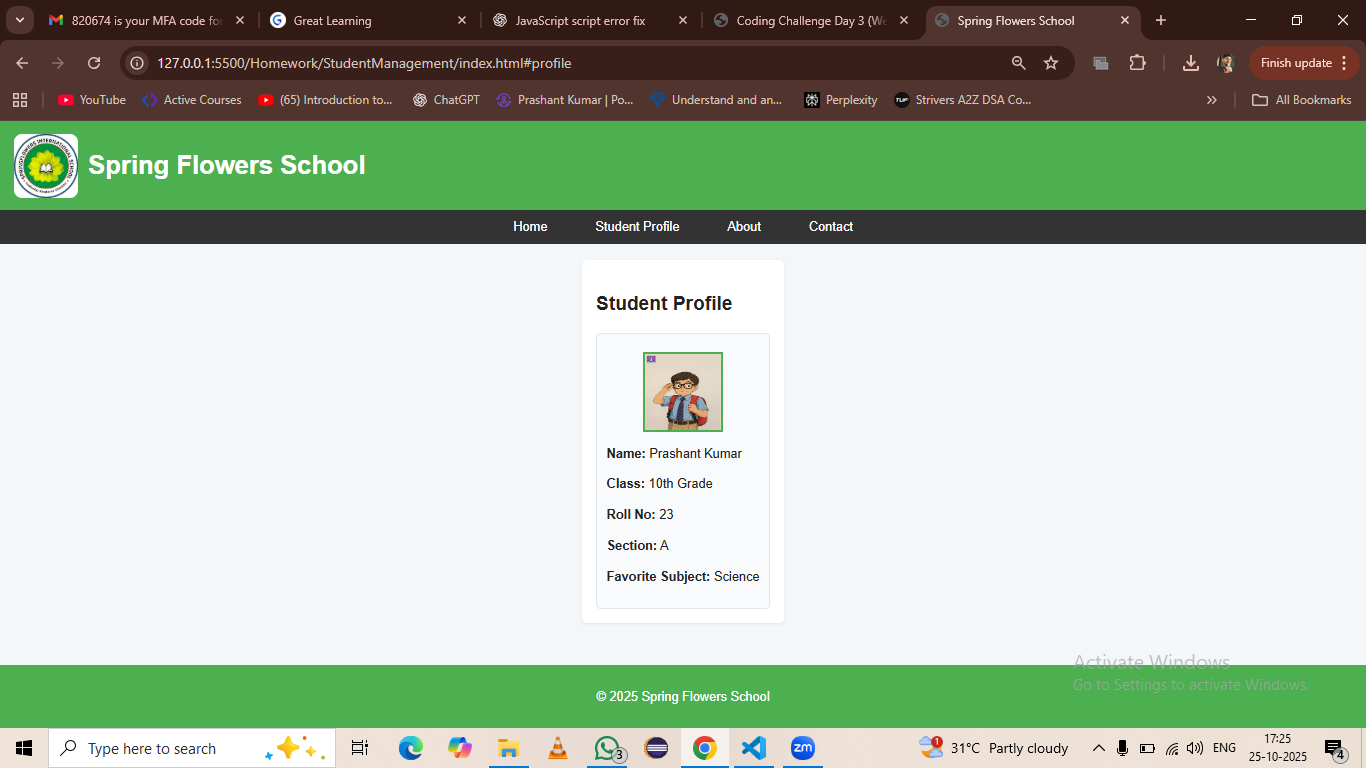 820674 is your MFA code for
Great Learning
JavaScript script error fix
Coding Challenge Day 3 (We
Spring Flowers School
127.0.0.1:5500/Homework/StudentManagement/index.html#profile
Finish update
YouTube
Active Courses
(65) Introduction to...
ChatGPT
Prashant Kumar | Po...
Understand and an...
Perplexity
TUF
Strivers A2Z DSA Co...
»
All Bookmarks
Spring Flowers School
Home
Student Profile
About
Contact
Student Profile
Name: Prashant Kumar
Class: 10th Grade
Roll No: 23
Section: A
Favorite Subject: Science
Activate Windows
Go to Settings to activate Windows.
© 2025 Spring Flowers School
Type here to search
3
zm
1
31°C Partly cloudy
ENG
17:25
25-10-2025
4